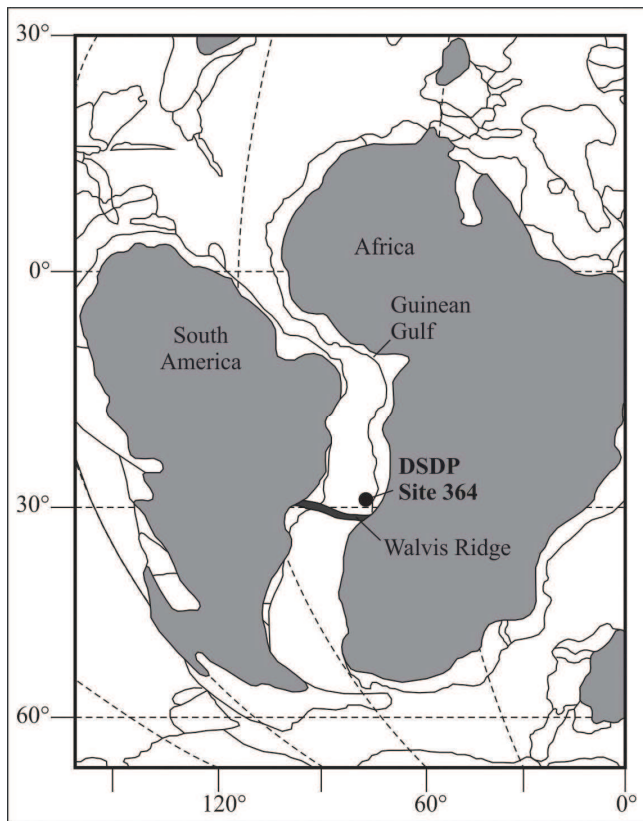 30°
Africa
0°
Guinean
Gulf
South
America
DSDP
Site 364
30°
Walvis Ridge
60°
120°
60°
0°